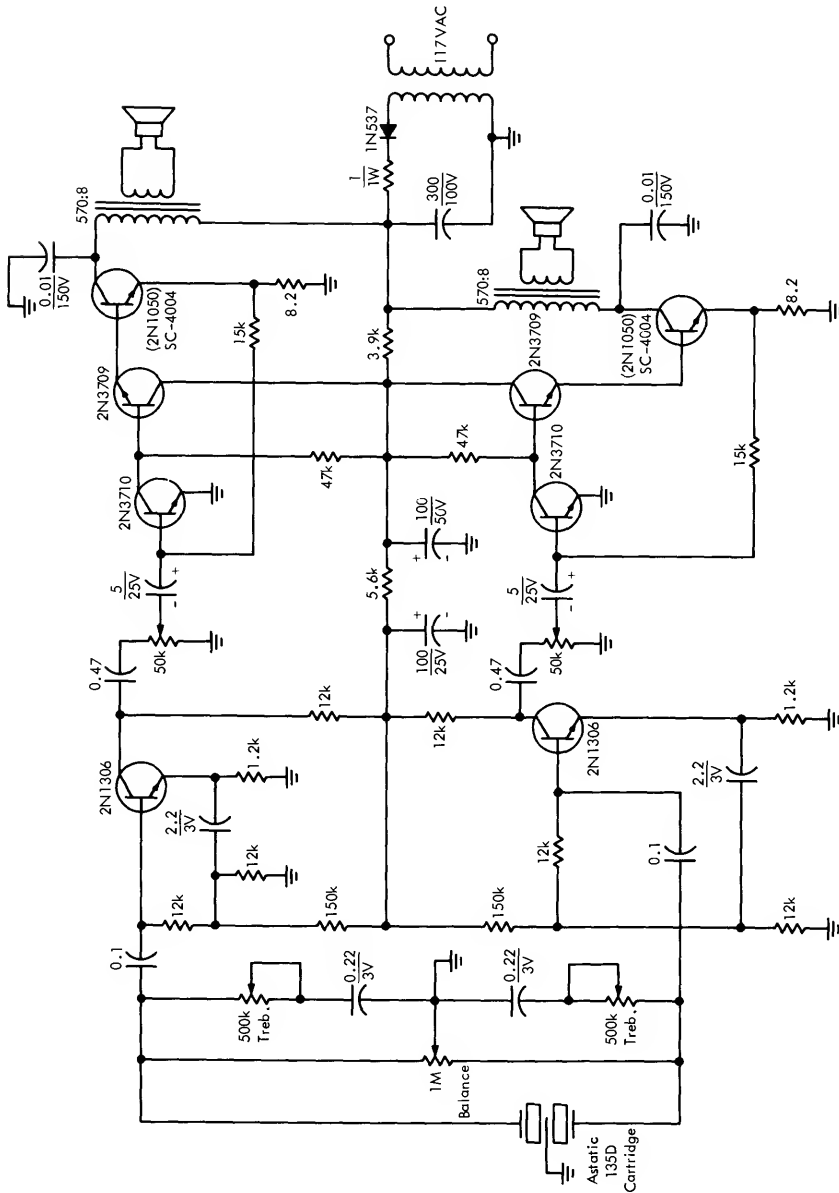 0.01
150V
570:8
(2N1050)
SC-4004
2N3709
15k
8.2
2N3710
5
25V
0.47
50k
47k
2N1306
12k
1.2k
2.2
3V
12k
12k
150k
0.1
500k
Treb.
0.22
3V
1M
Balance
Astatic
135D
Cartridge
0.22
3V
500k
Treb.
117VAC
1N537
1
1W
300
100V
3.9k
5.6k
100
50V
100
25V
570:8
0.01
150V
2N3709
(2N1050)
SC-4004
8.2
47k
2N3710
15k
5
25V
50k
0.47
12k
2N1306
1.2k
2.2
3V
150k
12k
0.1
12k